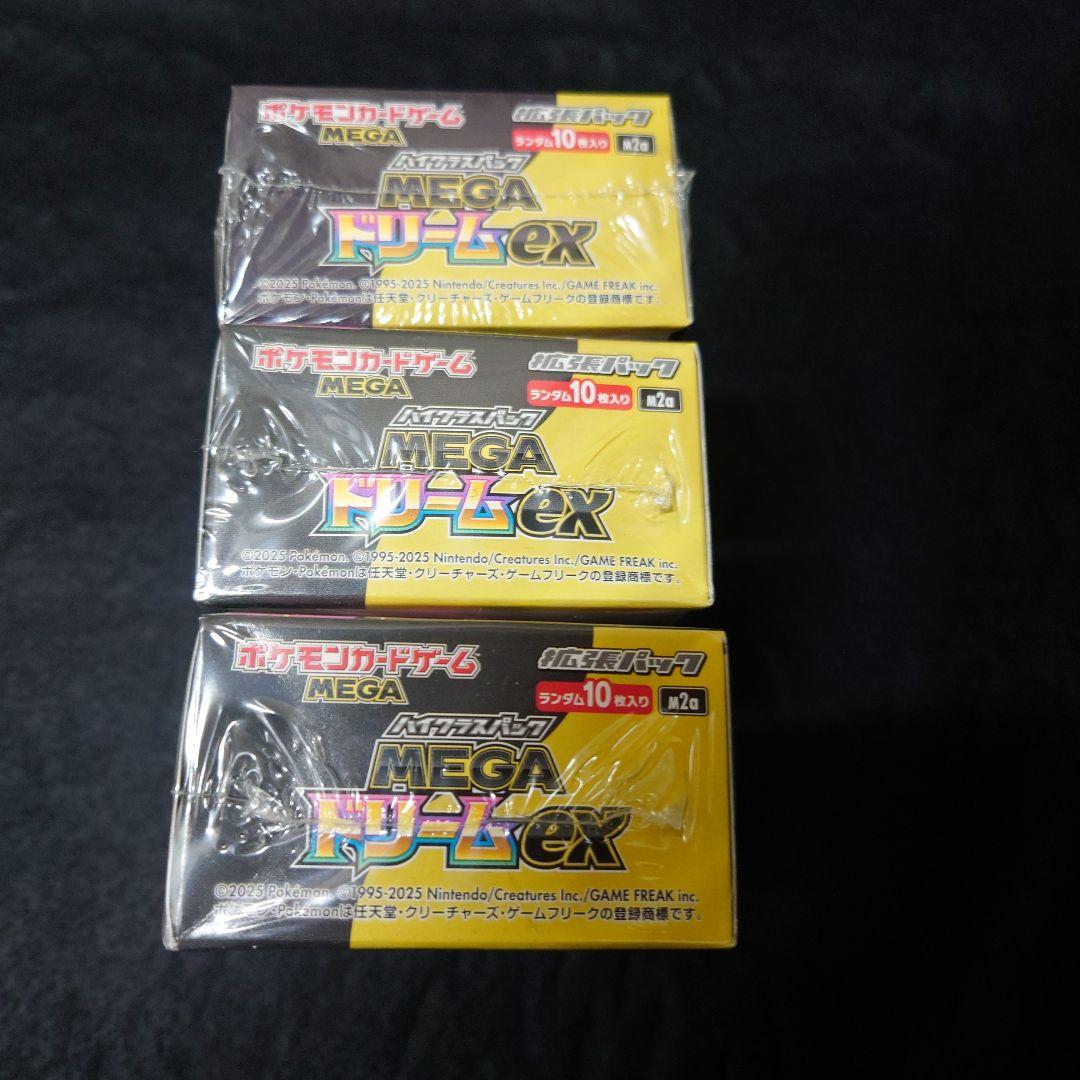 ポケモンカードゲーム
MEGA
拡張パック
ランダム10枚入り M2a
ハイクラスパック
MEGA
ドリームex
©2025 Pokémon. ©1995-2025 Nintendo/Creatures Inc./GAME FREAK inc.
ポケモン・Pokémonは任天堂・クリーチャーズ・ゲームフリークの登録商標です。
ポケモンカードゲーム
MEGA
拡張パック
ランダム10枚入り M2a
ハイクラスパック
MEGA
ドリームex
©2025 Pokémon. ©1995-2025 Nintendo/Creatures Inc./GAME FREAK inc.
ポケモン・Pokémonは任天堂・クリーチャーズ・ゲームフリークの登録商標です。
ポケモンカードゲーム
MEGA
拡張パック
ランダム10枚入り M2a
ハイクラスパック
MEGA
ドリームex
©2025 Pokémon. ©1995-2025 Nintendo/Creatures Inc./GAME FREAK inc.
ポケモン・Pokémonは任天堂・クリーチャーズ・ゲームフリークの登録商標です。